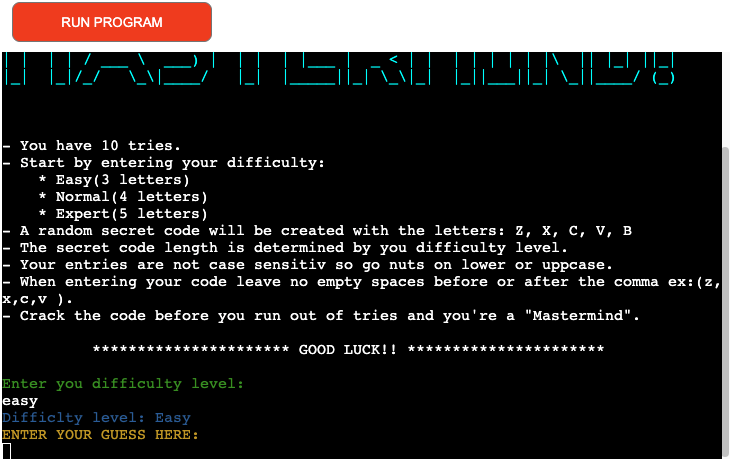 RUN PROGRAM
- You have 10 tries.
- Start by entering your difficulty:
* Easy(3 letters)
* Normal(4 letters)
* Expert(5 letters)
- A random secret code will be created with the letters: Z, X, C, V, B
- The secret code length is determined by you difficulty level.
- Your entries are not case sensitiv so go nuts on lower or uppcase.
- When entering your code leave no empty spaces before or after the comma ex:(z,
x,c,v ).
- Crack the code before you run out of tries and you're a "Mastermind".
********************** GOOD LUCK!! **********************
Enter you difficulty level:
easy
Difficlty level: Easy
ENTER YOUR GUESS HERE: